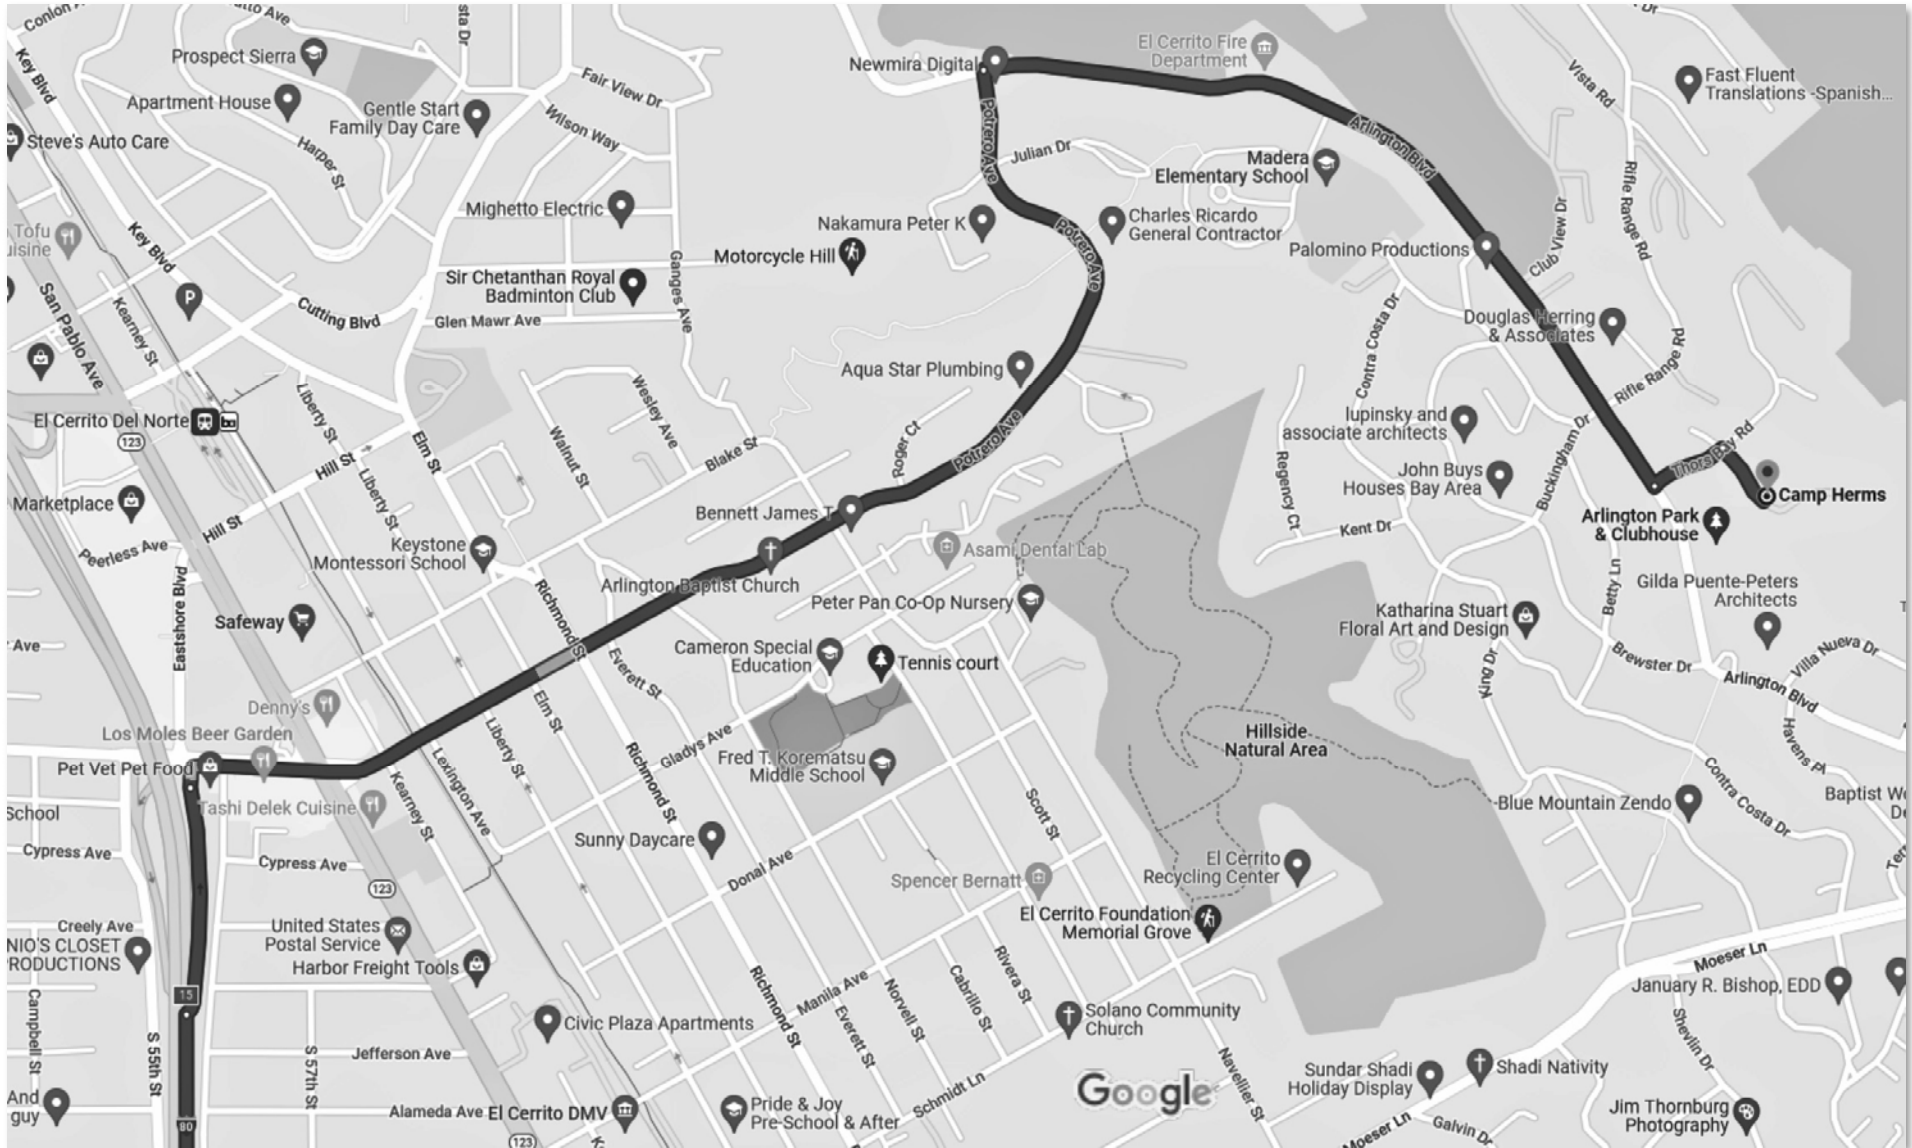 Conlon A
Key Blvd
Prospect Sierra
Apartment House
Gentle Start
Family Day Care
Fair View Dr
Wilson Way
Harper St
Steve's Auto Care
Newmira Digital
El Cerrito Fire
Department
Arlington Blvd
Vista Rd
Fast Fluent
Translations -Spanish...
Potrero Ave
Julian Dr
Madera
Elementary School
Rifle Range Rd
Mighetto Electric
Nakamura Peter K
Charles Ricardo
General Contractor
Potrero Ave
Palomino Productions
Club View Dr
Tofu
uisine
Key Blvd
Motorcycle Hill
Ganges Ave
Sir Chetanthan Royal
Badminton Club
San Pablo Ave
Kearney St
P
Cutting Blvd
Glen Mawr Ave
Contra Costa Dr
Douglas Herring
& Associates
Rifle Range Rd
Aqua Star Plumbing
Wesley Ave
Liberty St
El Cerrito Del Norte
123
Hill St
Elm St
Walnut St
Blake St
Roger Ct
Potrero Ave
lupinsky and
associate architects
Regency Ct
Buckingham Dr
Thors Bay Rd
Camp Herms
John Buys
Houses Bay Area
Marketplace
Hill St
Liberty St
Bennett James T
Kent Dr
Arlington Park
& Clubhouse
Peerless Ave
Keystone
Montessori School
Asami Dental Lab
Eastshore Blvd
Arlington Baptist Church
Richmond St
Peter Pan Co-Op Nursery
Betty Ln
Gilda Puente-Peters
Architects
Katharina Stuart
Floral Art and Design
Safeway
Ave
Cameron Special
Education
Tennis court
Everett St
King Dr
Brewster Dr
Villa Nueva Dr
Arlington Blvd
Denny's
Los Moles Beer Garden
Elm St
Liberty St
Gladys Ave
Hillside
Natural Area
Havens Pl
Pet Vet Pet Food
Richmond St
Fred T. Korematsu
Middle School
Tashi Delek Cuisine
Kearney St
Lexington Ave
Scott St
Blue Mountain Zendo
Contra Costa Dr
Baptist
School
Cypress Ave
Cypress Ave
123
Sunny Daycare
Donal Ave
Spencer Bernatt
El Cerrito
Recycling Center
Creely Ave
United States
Postal Service
El Cerrito Foundation
Memorial Grove
NIO'S CLOSET
RODUCTIONS
Harbor Freight Tools
Moeser Ln
January R. Bishop, EDD
15
Campbell St
S 55th St
Richmond St
Manila Ave
Norvell St
Cabrillo St
Rivera St
Everett St
Civic Plaza Apartments
Solano Community
Church
Jefferson Ave
S 57th St
Navellier St
Shevlin Dr
Sundar Shadi
Holiday Display
Shadi Nativity
And
guy
80
Alameda Ave
El Cerrito DMV
123
Pride & Joy
Pre-School & After
Schmidt Ln
Google
Moeser Ln
Galvin Dr
Jim Thornburg
Photography